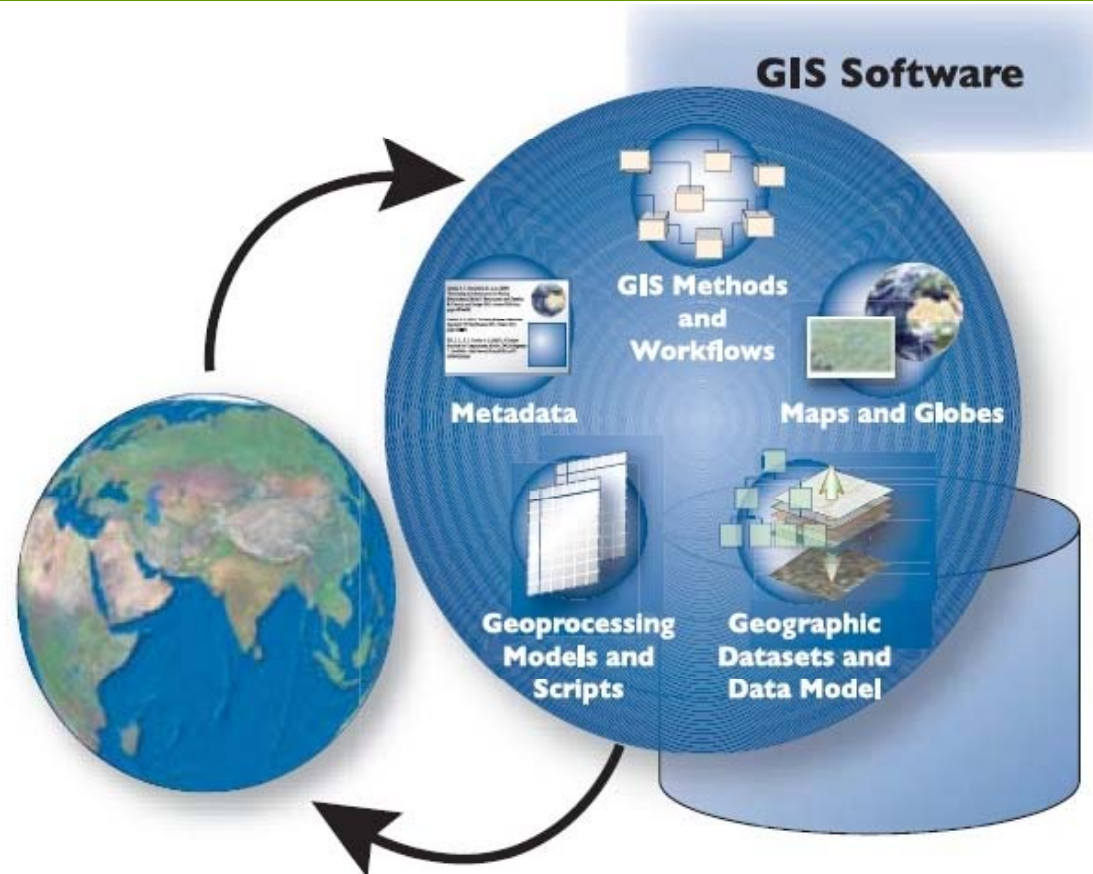 GIS Software
GIS Methods
and
Workflows
Metadata
Maps and Globes
Geoprocessing
Models and
Scripts
Geographic
Datasets and
Data Model